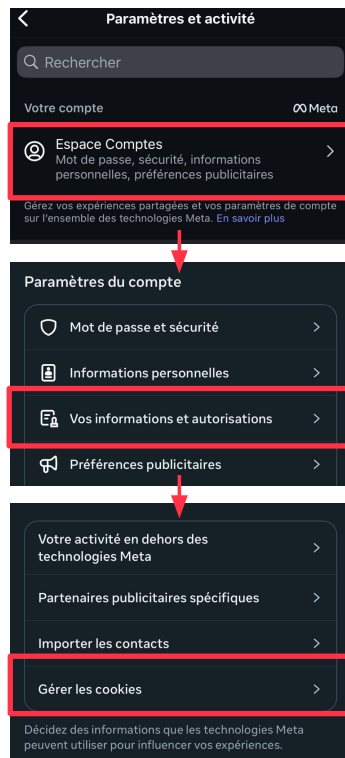 Paramètres et activité
Rechercher
Votre compte
Meta
Espace Comptes
Mot de passe, sécurité, informations
personnelles, préférences publicitaires
Gérez vos expériences partagées et vos paramètres de compte
sur l'ensemble des technologies Meta. En savoir plus
Paramètres du compte
Mot de passe et sécurité
Informations personnelles
Vos informations et autorisations
Préférences publicitaires
Votre activité en dehors des
technologies Meta
Partenaires publicitaires spécifiques
Importer les contacts
Gérer les cookies
Décidez des informations que les technologies Meta
peuvent utiliser pour influencer vos expériences.